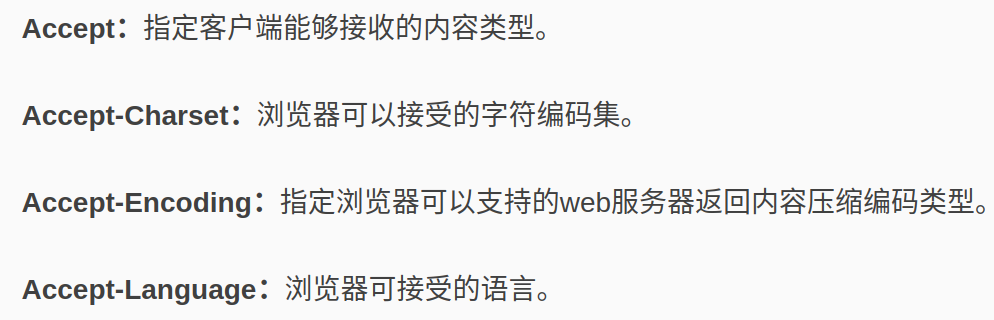 Accept：指定客户端能够接收的内容类型。
Accept-Charset：浏览器可以接受的字符编码集。
Accept-Encoding：指定浏览器可以支持的web服务器返回内容压缩编码类型。
Accept-Language：浏览器可接受的语言。